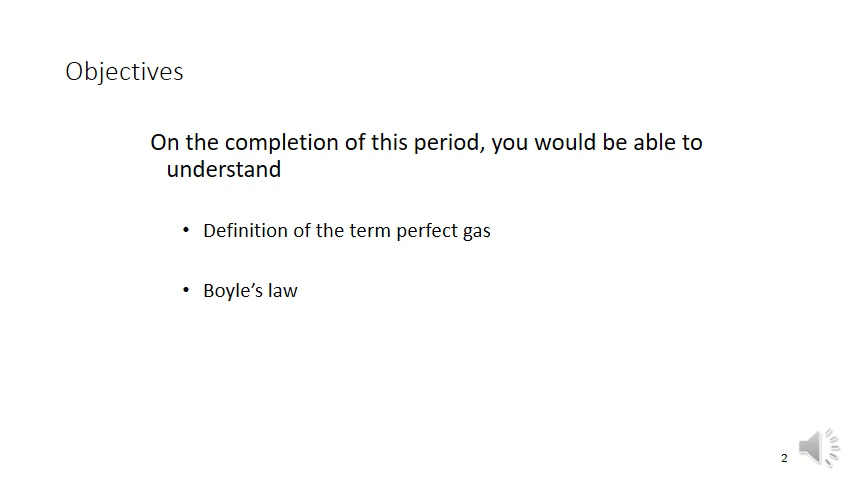 Objectives
On the completion of this period, you would be able to
understand
• Definition of the term perfect gas
• Boyle’s law
2